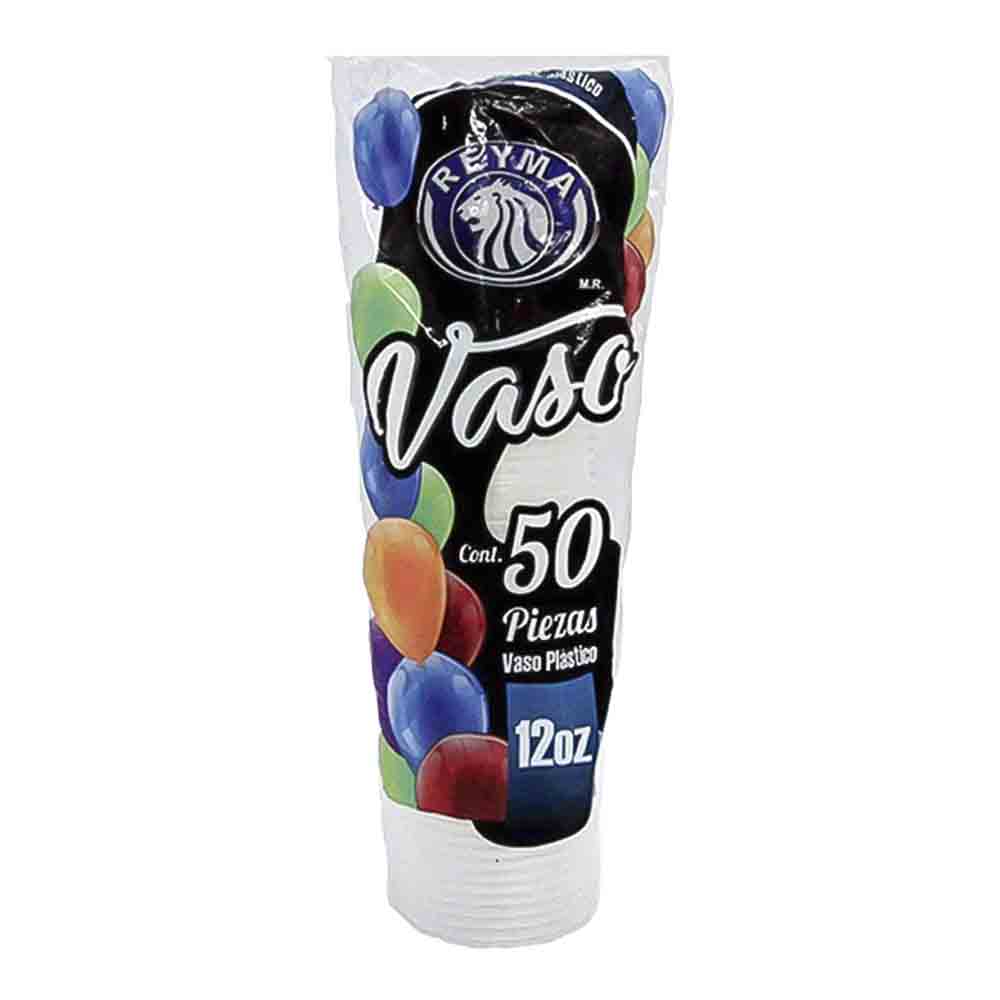 REYMA
M.R.
Vaso
Cont. 50
Piezas
Vaso Plástico
12oz